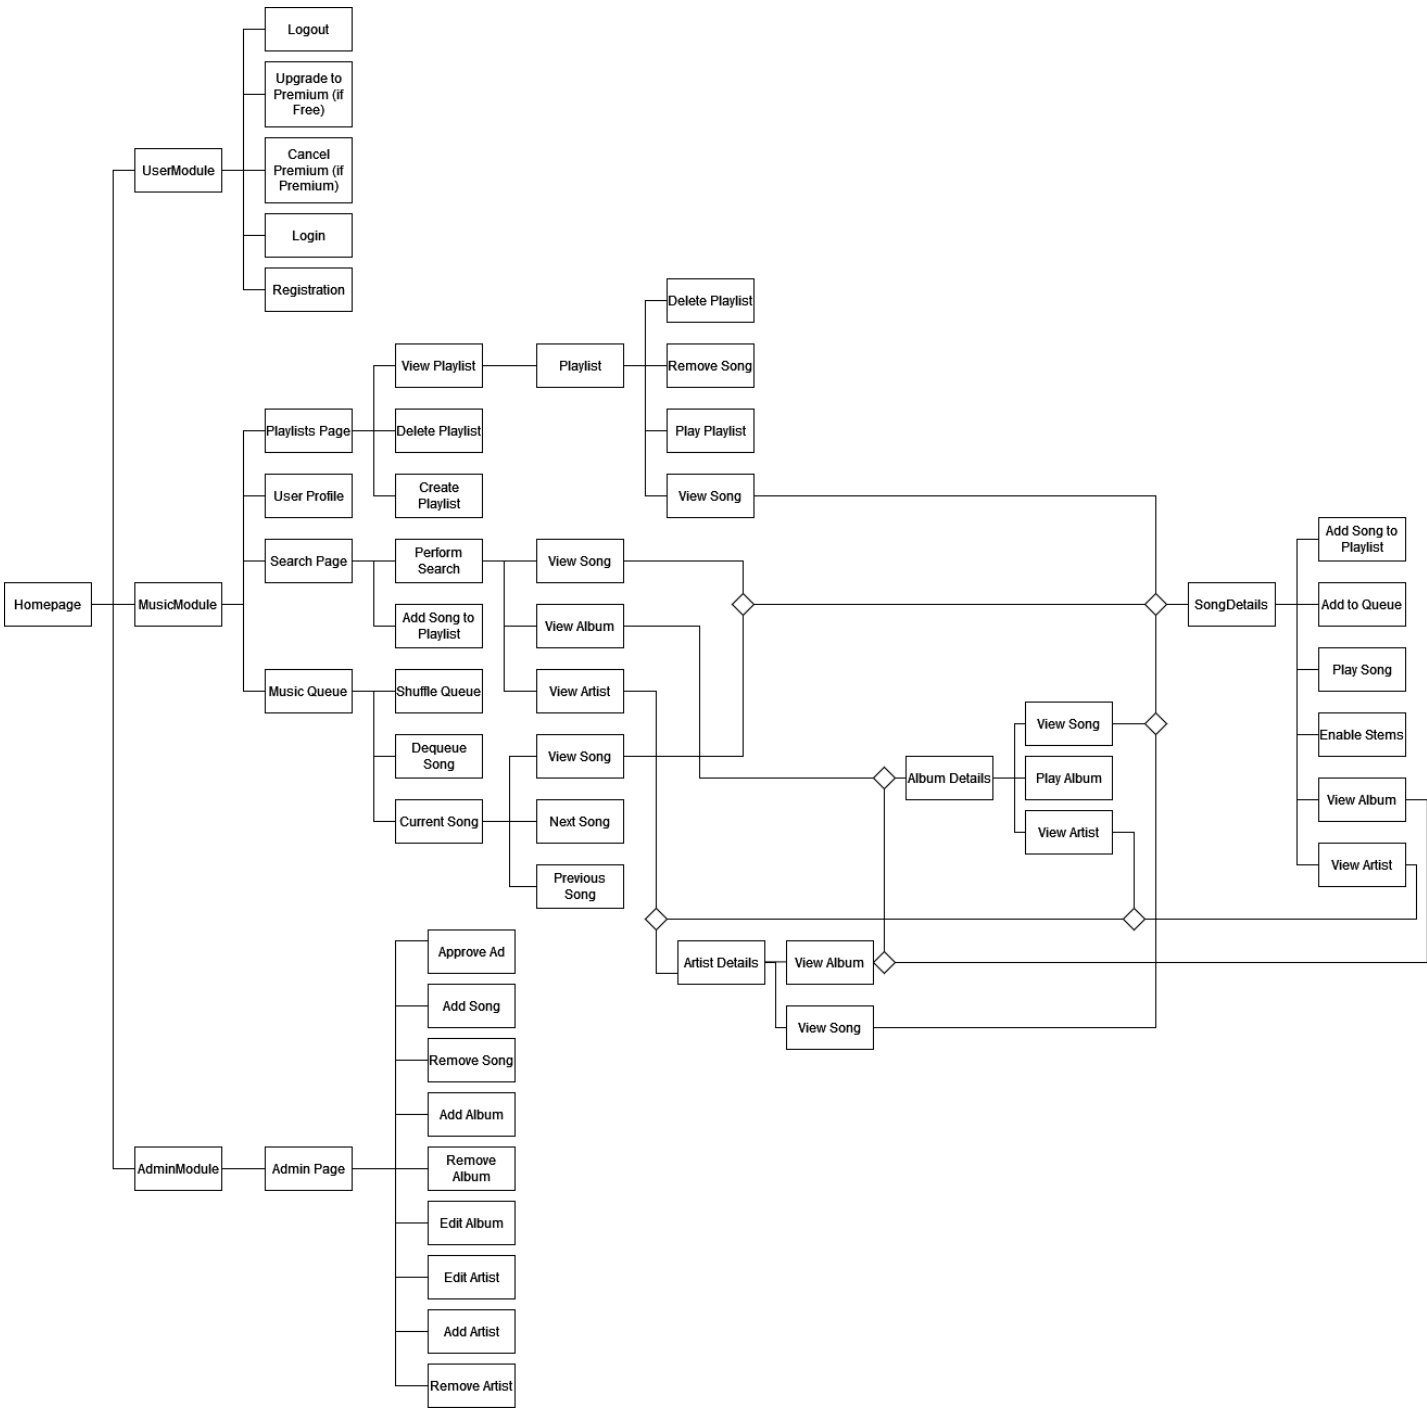 Logout
Upgrade to
Premium (if
Free)
Cancel
Premium (if
Premium)
UserModule
Login
Registration
Delete Playlist
View Playlist
Playlist
Remove Song
Playlists Page
Delete Playlist
Play Playlist
User Profile
Create
Playlist
View Song
Search Page
Perform
Search
View Song
Add Song to
Playlist
Homepage
MusicModule
Add Song to
Playlist
View Album
SongDetails
Add to Queue
Music Queue
Shuffle Queue
View Artist
Play Song
View Song
Enable Stems
Dequeue
Song
View Song
Album Details
Play Album
View Album
Current Song
Next Song
View Artist
View Artist
Previous
Song
Approve Ad
Artist Details
View Album
Add Song
View Song
Remove Song
Add Album
AdminModule
Admin Page
Remove
Album
Edit Album
Edit Artist
Add Artist
Remove Artist